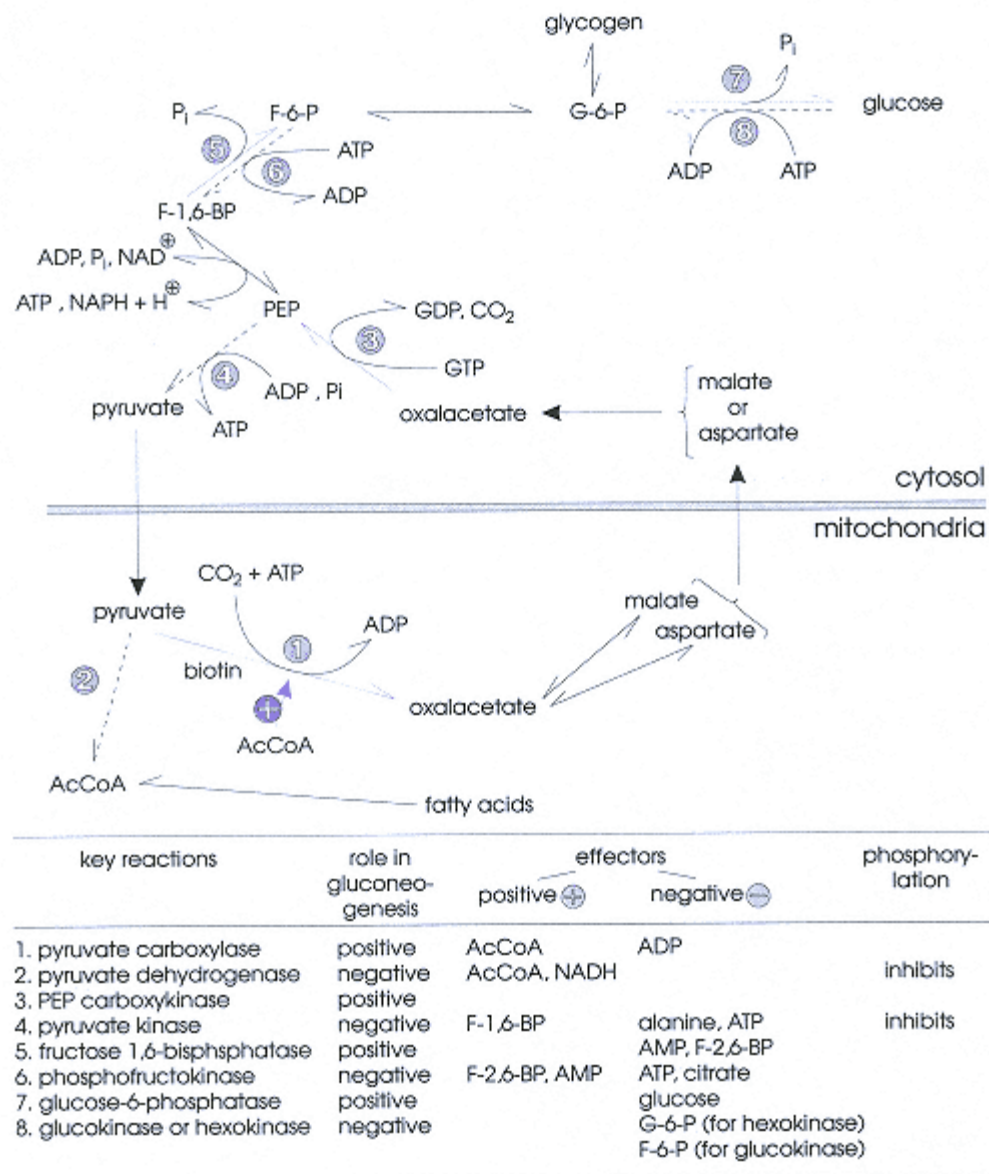 glycogen
Pi
Pi
F-6-P
7
G-6-P
glucose
5
8
ATP
6
ADP
ATP
ADP
F-1,6-BP
ADP, Pi, NAD⊕
ATP , NAPH + H⊕
PEP
GDP, CO2
3
GTP
4
ADP , Pi
malate
pyruvate
oxalacetate
or
ATP
aspartate
cytosol
mitochondria
CO2 + ATP
pyruvate
malate
ADP
aspartate
1
2
biotin
oxalacetate
+
AcCoA
AcCoA
fatty acids
key reactions role in effectors phosphory-
gluconeo- lation
genesis positive ⊕ negative ⊖
1. pyruvate carboxylase positive AcCoA ADP
2. pyruvate dehydrogenase negative AcCoA, NADH inhibits
3. PEP carboxykinase positive
4. pyruvate kinase negative F-1,6-BP alanine, ATP inhibits
5. fructose 1,6-bisphsphatase positive AMP, F-2,6-BP
6. phosphofructokinase negative F-2,6-BP, AMP ATP, citrate
7. glucose-6-phosphatase positive glucose
8. glucokinase or hexokinase negative G-6-P (for hexokinase)
F-6-P (for glucokinase)